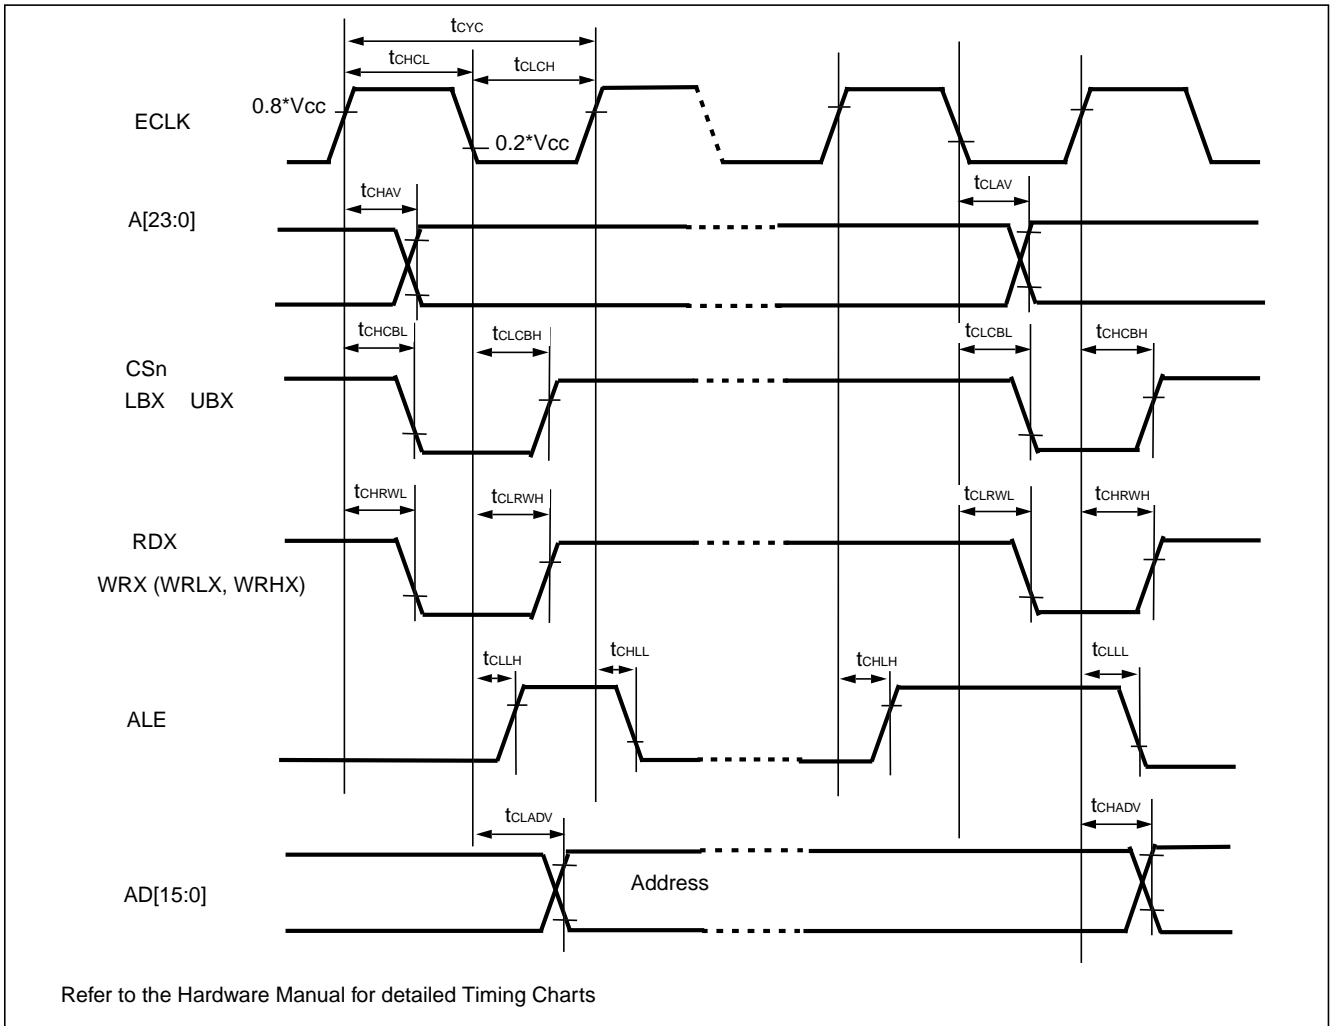 tCYC
tCHCL
tCLCH
0.8*Vcc
ECLK
0.2*Vcc
tCHAV
tCLAV
A[23:0]
tCHCBL
tCLCBH
tCLCBL
tCHCBH
CSn
LBX UBX
tCHRWL
tCLRWH
tCLRWL
tCHRWH
RDX
WRX (WRLX, WRHX)
tCLLH
tCHLL
tCHLH
tCLLL
ALE
tCLADV
tCHADV
Address
AD[15:0]
Refer to the Hardware Manual for detailed Timing Charts